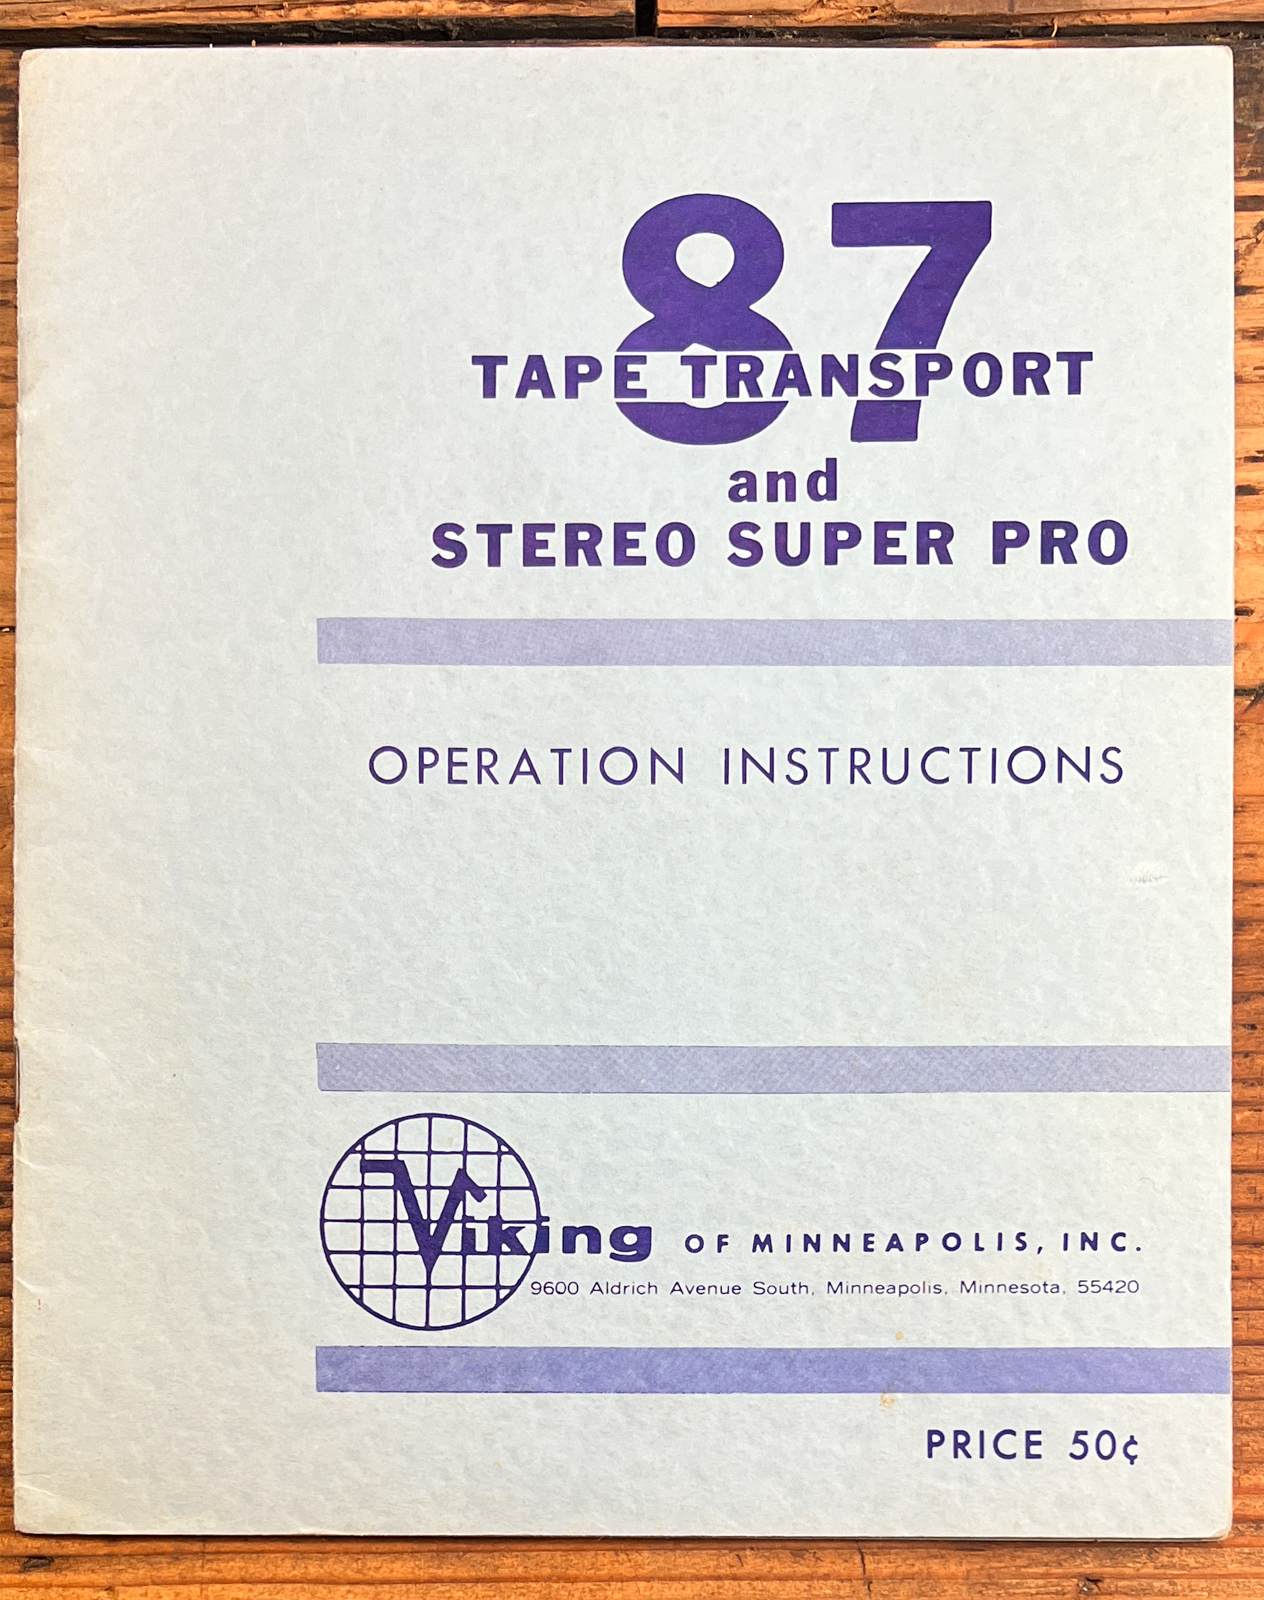 87
TAPE TRANSPORT
and
STEREO SUPER PRO
OPERATION INSTRUCTIONS
Viking OF MINNEAPOLIS, INC.
9600 Aldrich Avenue South, Minneapolis, Minnesota, 55420
PRICE 50¢